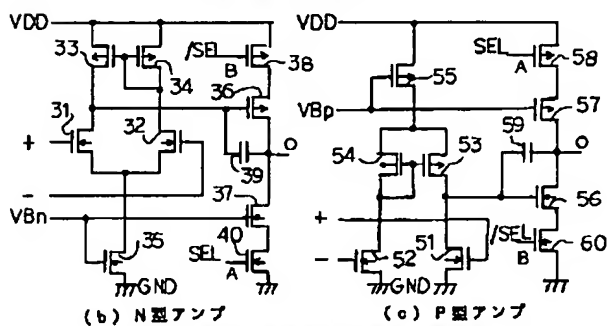 VDD
33
34
/SEL
B
38
36
31
32
+
39
O
-
37
VBn
35
SEL
A
40
GND
(b) N型アンプ
VDD
SEL
A
58
55
VBp
57
59
O
54
53
56
+
/SEL
B
60
-
52
51
GND
(c) P型アンプ